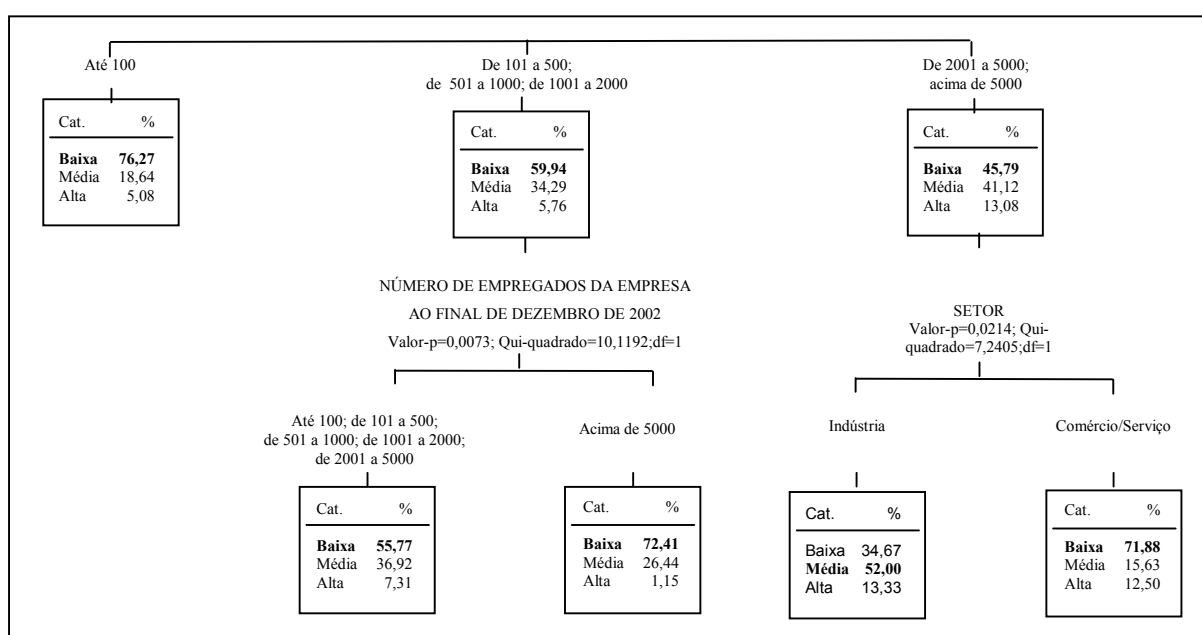 Até 100
Cat. %
Baixa 76,27
Média 18,64
Alta 5,08
De 101 a 500;
de 501 a 1000; de 1001 a 2000
Cat. %
Baixa 59,94
Média 34,29
Alta 5,76
De 2001 a 5000;
acima de 5000
Cat. %
Baixa 45,79
Média 41,12
Alta 13,08
NÚMERO DE EMPREGADOS DA EMPRESA
AO FINAL DE DEZEMBRO DE 2002
Valor-p=0,0073; Qui-quadrado=10,1192;df=1
SETOR
Valor-p=0,0214; Qui-
quadrado=7,2405;df=1
Até 100; de 101 a 500;
de 501 a 1000; de 1001 a 2000;
de 2001 a 5000
Cat. %
Baixa 55,77
Média 36,92
Alta 7,31
Acima de 5000
Cat. %
Baixa 72,41
Média 26,44
Alta 1,15
Indústria
Cat. %
Baixa 34,67
Média 52,00
Alta 13,33
Comércio/Serviço
Cat. %
Baixa 71,88
Média 15,63
Alta 12,50